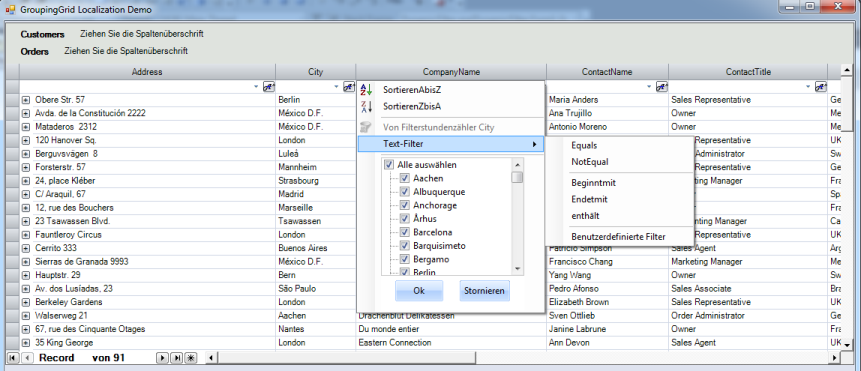 GroupingGrid Localization Demo
Customers Ziehen Sie die Spaltenüberschrift
Orders Ziehen Sie die Spaltenüberschrift
Address City CompanyName ContactName ContactTitle
SortierenAbisZ
SortierenZbisA
Von Filterstundenzähler City
Text-Filter
Equals
NotEqual
Beginntmit
Endetmit
enthält
Benutzerdefinierte Filter
Alle auswählen
Aachen
Albuquerque
Anchorage
Århus
Barcelona
Barquisimeto
Bergamo
Berlin
Ok Stornieren
Obere Str. 57 Berlin Maria Anders Sales Representative Ge
Avda. de la Constitución 2222 México D.F. Ana Trujillo Owner Me
Mataderos 2312 México D.F. Antonio Moreno Owner Me
120 Hanover Sq. London Representative UK
Berguvsvägen 8 Luleå Administrator Sw
Forsterstr. 57 Mannheim Representative Ge
24, place Kléber Strasbourg ting Manager Fra
C/ Araquil, 67 Madrid Sp
12, rue des Bouchers Marseille Fra
23 Tsawassen Blvd. Tsawassen nting Manager Ca
Fauntleroy Circus London Representative UK
Cerrito 333 Buenos Aires Patricio Simpson Sales Agent Arg
Sierras de Granada 9993 México D.F. Francisco Chang Marketing Manager Me
Hauptstr. 29 Bern Yang Wang Owner Sw
Av. dos Lusíadas, 23 São Paulo Pedro Afonso Sales Associate Bra
Berkeley Gardens London Elizabeth Brown Sales Representative UK
Walserweg 21 Aachen Drachenblut Delikatessen Sven Ottlieb Order Administrator Ge
67, rue des Cinquante Otages Nantes Du monde entier Janine Labrune Owner Fra
35 King George London Eastern Connection Ann Devon Sales Agent UK
Record von 91